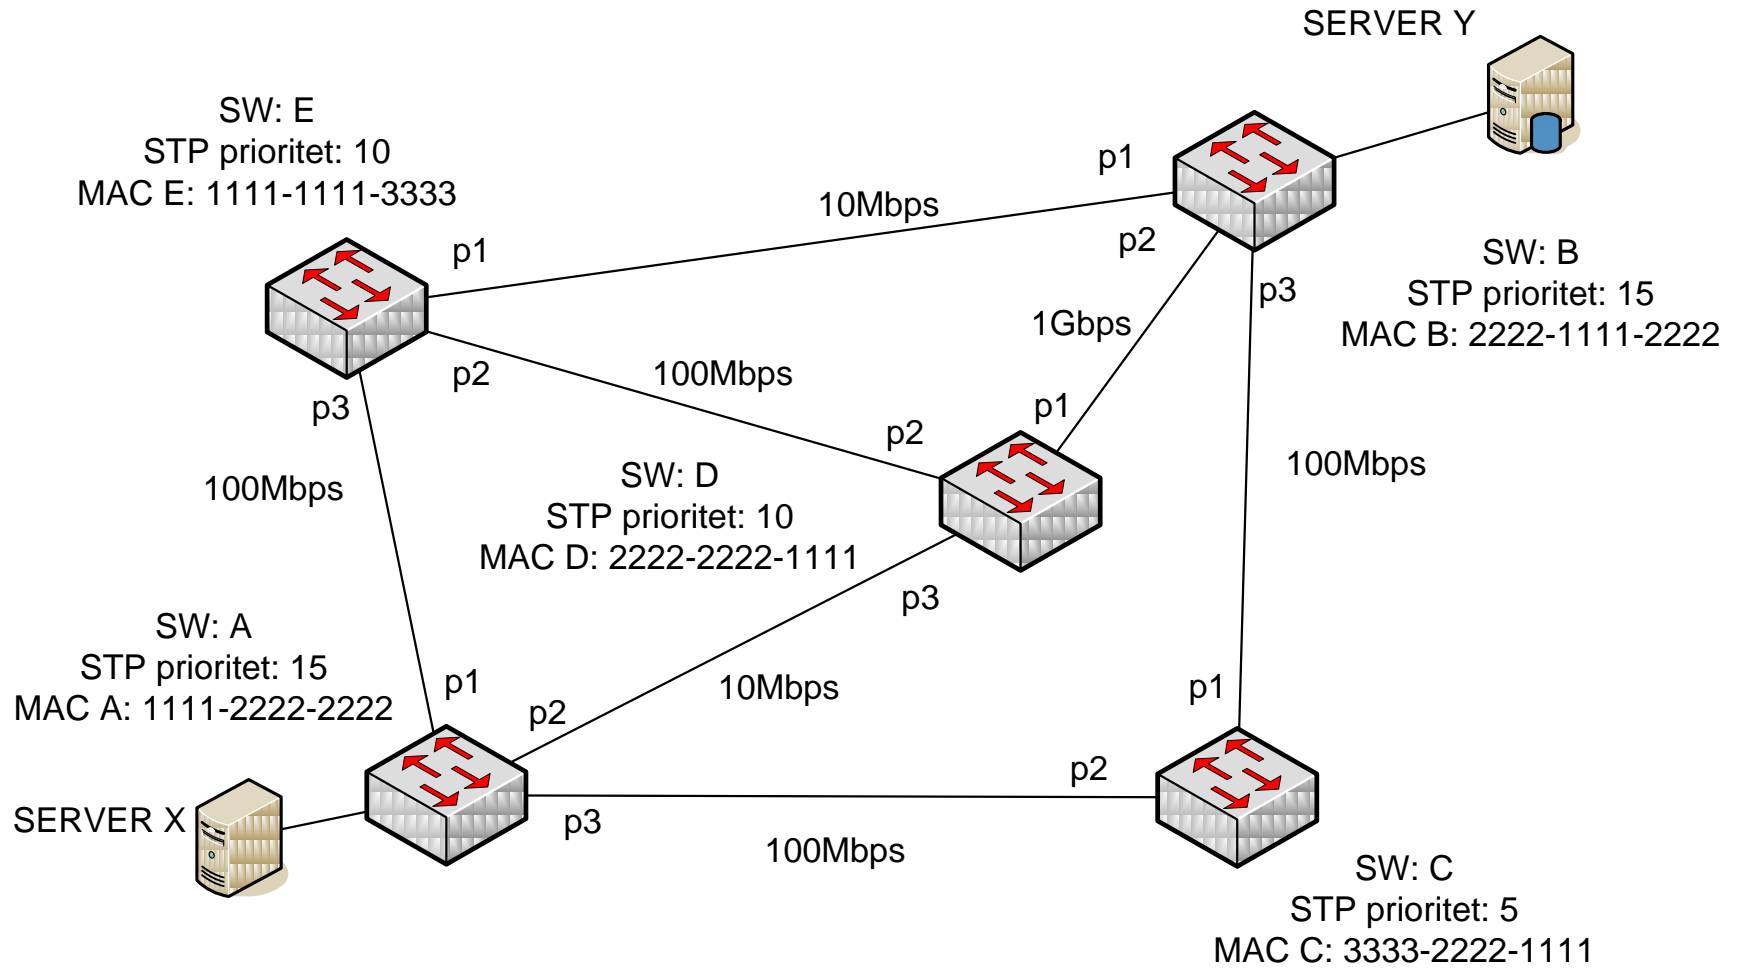 SERVER Y
SW: E
STP prioritet: 10
MAC E: 1111-1111-3333
p1
10Mbps
p1
p2
SW: B
STP prioritet: 15
MAC B: 2222-1111-2222
p3
1Gbps
p2
100Mbps
p3
p1
p2
100Mbps
100Mbps
SW: D
STP prioritet: 10
MAC D: 2222-2222-1111
p3
SW: A
STP prioritet: 15
MAC A: 1111-2222-2222
p1
10Mbps
p1
p2
p2
SERVER X
p3
100Mbps
SW: C
STP prioritet: 5
MAC C: 3333-2222-1111